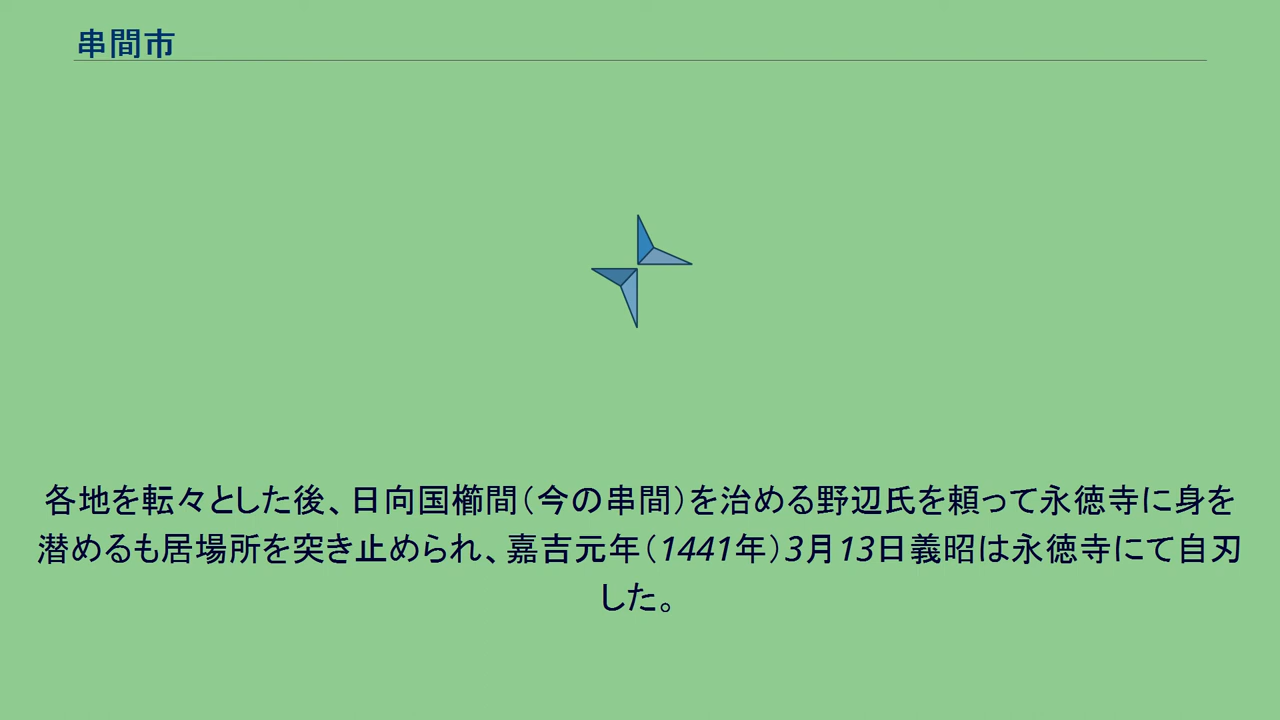 串間市
各地を転々とした後、日向国櫛間（今の串間）を治める野辺氏を頼って永徳寺に身を
潜めるも居場所を突き止められ、嘉吉元年（1441年）3月13日義昭は永徳寺にて自刃
した。